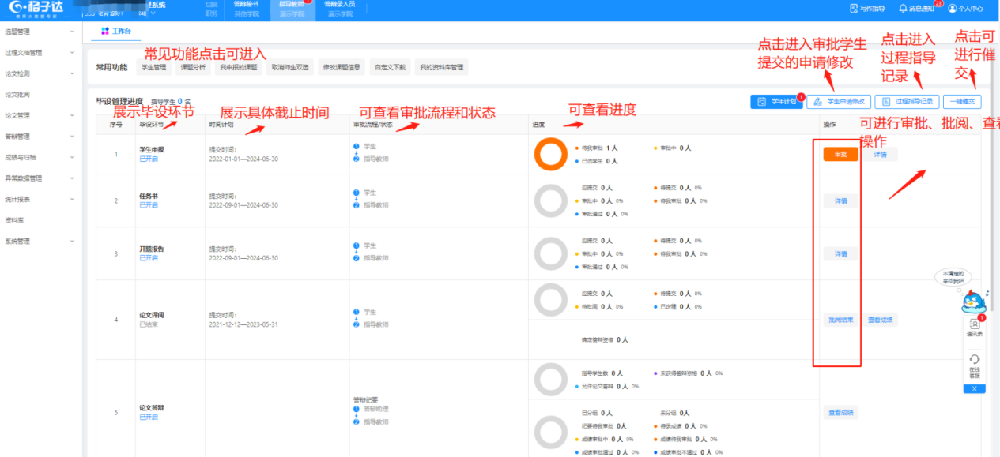 格子达
教育大数据专家
理系统
切换
职务
答辩秘书
其他学院
指导教师
演示学院
答辩录入员
演示学院
写作指导
消息通知
23
个人中心
选题管理
过程文档管理
论文检测
论文批阅
论文管理
答辩管理
成绩与归档
异常数据管理
统计报表
资料库
系统管理
工作台
常用功能
常见功能点击可进入
学生管理
课题分析
我申报的课题
取消师生双选
修改课题信息
自定义下载
我的资料库管理
点击进入审批学生
提交的申请修改
点击进入
过程指导
记录
点击可
进行催
交
毕设管理进度 指导学生 0 名
学年计划
1
学生申请修改
过程指导记录
一键催交
展示毕设环节
展示具体截止时间
可查看审批流程和状态
可查看进度
可进行审批、批阅、查看
操作
序号 毕设环节 时间计划 审批流程/状态 进度 操作
1
学生申报
已开启
提交时间:
2022-01-01—2024-06-30
1 学生
2 指导教师
待我审批 1 人 审批中 0 人
已选学生 0 人
审批 详情
2
任务书
已开启
提交时间:
2022-09-01—2024-06-30
1 学生
2 指导教师
应提交 0 人 待提交 0 人 0%
审批中 0 人 0% 待我审批 0 人 0%
审批通过 0 人 0%
详情
3
开题报告
已开启
提交时间:
2022-09-01—2024-06-30
1 学生
2 指导教师
应提交 0 人 待提交 0 人 0%
审批中 0 人 0% 待我审批 0 人 0%
审批通过 0 人 0%
详情
4
论文评阅
已结束
提交时间:
2021-12-12—2023-05-31
1 学生
2 指导教师
应提交 0 人 待提交 0 人 0%
待批阅 0 人 0% 已定稿 0 人 0%
确定答辩资格 0 人
批阅结果 查看成绩
5
论文答辩
已开启
答辩纪要
1 答辩助理
2 指导教师
指导学生数 0 人 未获得答辩资格 0 人 0%
允许论文答辩 0 人 0%
已分组 0 人 未分组 0人
纪要待我审批 0 人 待录成绩 0 人 0%
成绩审批中 0 人 0% 成绩待我审批 0 人 0%
成绩审批通过 0 人 0% 成绩审批不通过 0 人 0%
查看成绩
不清楚的
来问我吧
1
通讯录
在线
客服
X